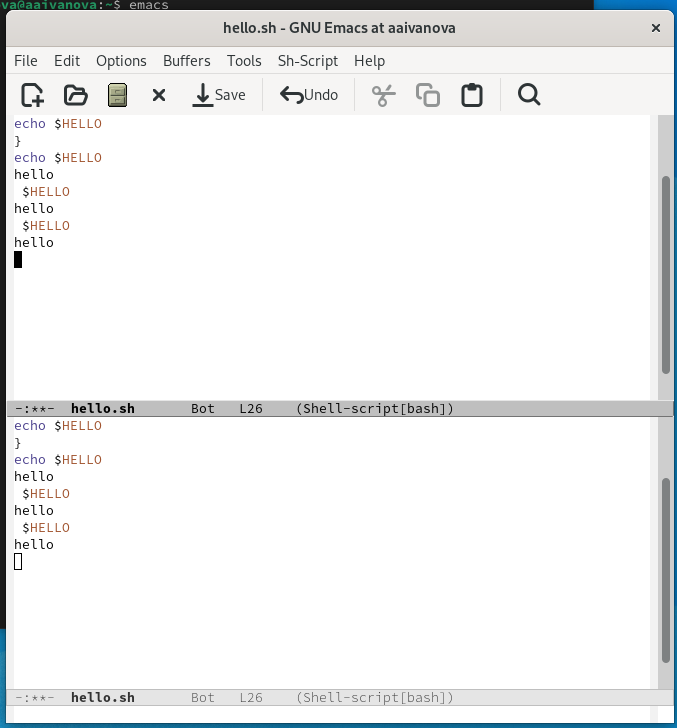 va@aaivanova:~$ emacs
hello.sh - GNU Emacs at aaivanova
File Edit Options Buffers Tools Sh-Script Help
Save Undo
echo $HELLO
}
echo $HELLO
hello
 $HELLO
hello
 $HELLO
hello
-:**- hello.sh Bot L26 (Shell-script[bash])
echo $HELLO
}
echo $HELLO
hello
 $HELLO
hello
 $HELLO
hello
-:**- hello.sh Bot L26 (Shell-script[bash])